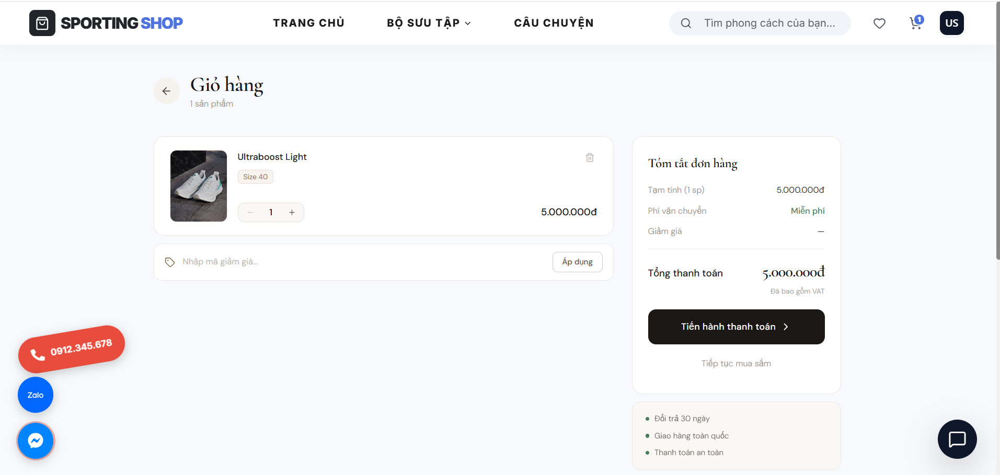 SPORTING SHOP
TRANG CHỦ
BỘ SƯU TẬP
CÂU CHUYỆN
Tìm phong cách của bạn...
1
US
Giỏ hàng
1 sản phẩm
Ultraboost Light
Size 40
1
5.000.000đ
Nhập mã giảm giá...
Áp dụng
Tóm tắt đơn hàng
Tạm tính (1 sp) 5.000.000đ
Phí vận chuyển Miễn phí
Giảm giá —
Tổng thanh toán 5.000.000đ
Đã bao gồm VAT
Tiến hành thanh toán
Tiếp tục mua sắm
Đổi trả 30 ngày
Giao hàng toàn quốc
Thanh toán an toàn
0912.345.678
Zalo